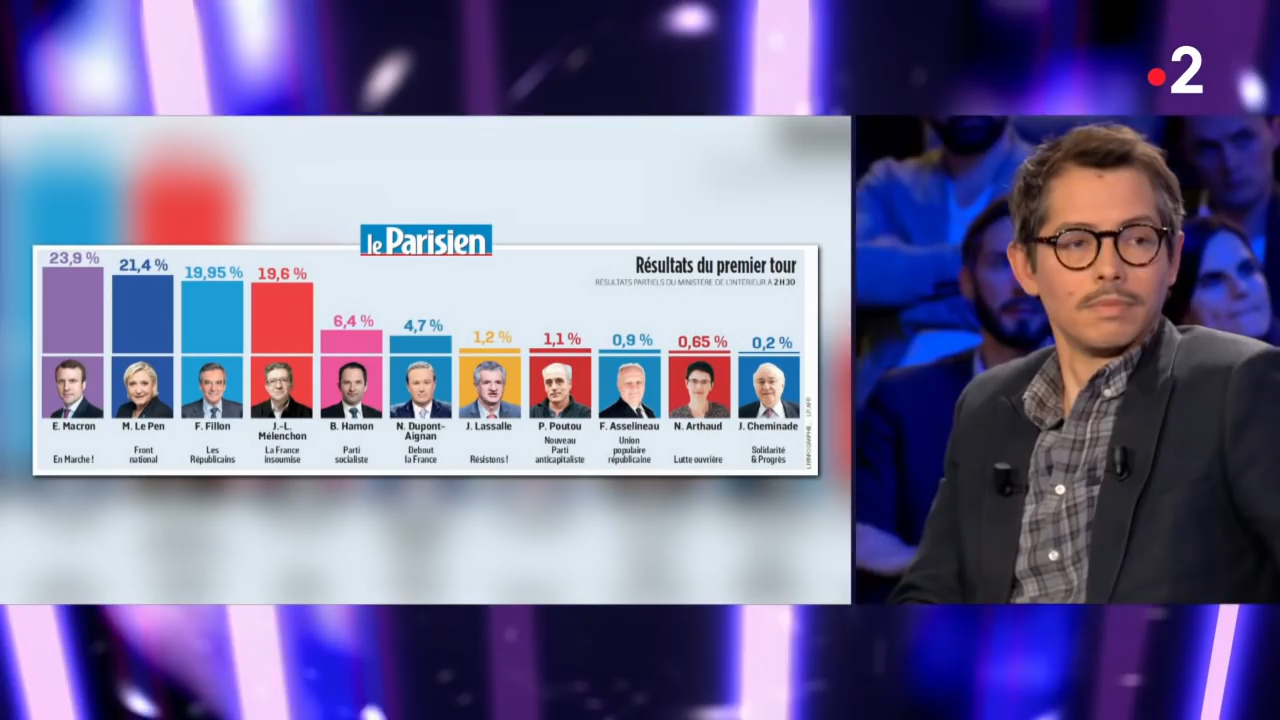 2
le Parisien
Résultats du premier tour
RÉSULTATS PARTIELS DU MINISTÈRE DE L'INTÉRIEUR À 2H30
23,9 % 21,4 % 19,95 % 19,6 % 6,4 % 4,7 % 1,2 % 1,1 % 0,9 % 0,65 % 0,2 %
E. Macron M. Le Pen F. Fillon J.-L. B. Hamon N. Dupont- J. Lassalle P. Poutou F. Asselineau N. Arthaud J. Cheminade
Mélenchon Aignan
Nouveau Union
Front Les La France Parti Debout Parti populaire Solidarité
En Marche ! national Républicains insoumise socialiste la France Résistons ! anticapitaliste républicaine Lutte ouvrière & Progrès